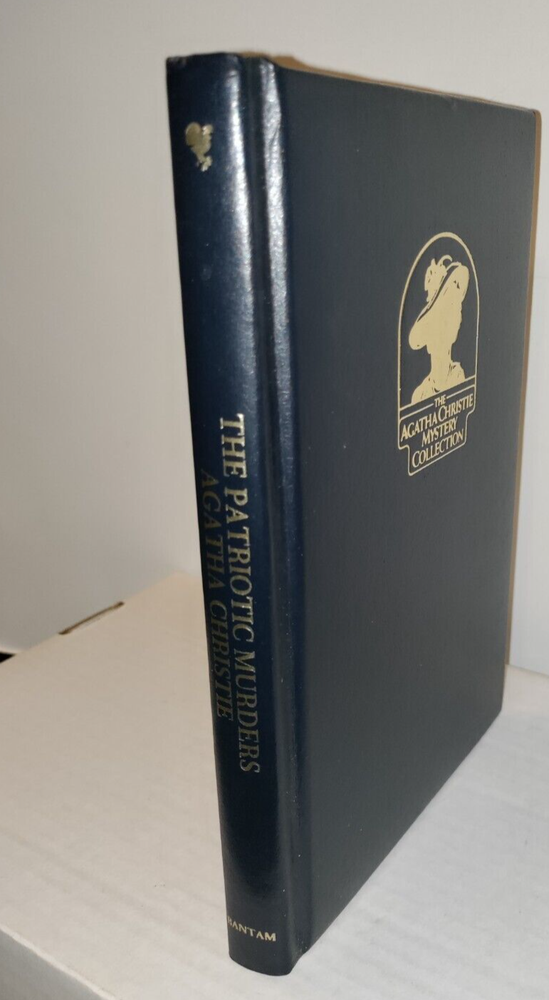 THE PATRIOTIC MURDERS
AGATHA CHRISTIE
BANTAM
THE
AGATHA CHRISTIE
MYSTERY
COLLECTION